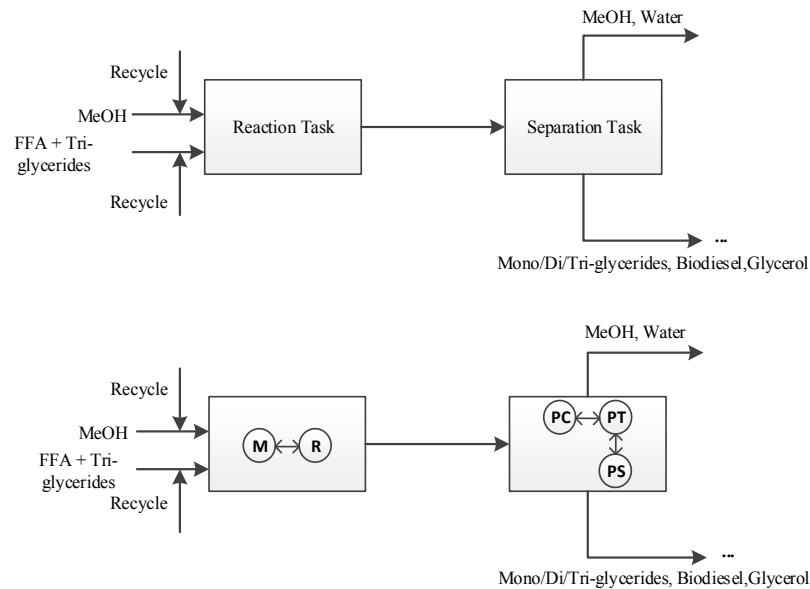 MeOH, Water
Recycle
MeOH
Reaction Task
Separation Task
FFA + Tri-
glycerides
Recycle
...
Mono/Di/Tri-glycerides, Biodiesel,Glycerol
MeOH, Water
Recycle
PC
PT
MeOH
M
R
FFA + Tri-
glycerides
PS
Recycle
...
Mono/Di/Tri-glycerides, Biodiesel,Glycerol